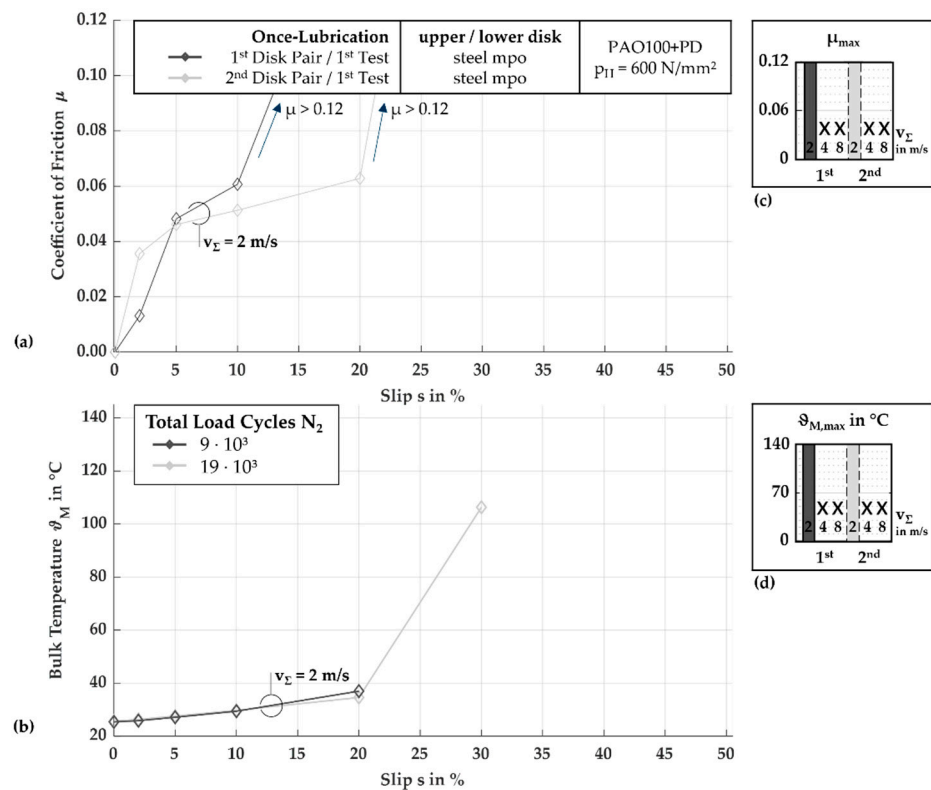 Once-Lubrication
1st Disk Pair / 1st Test
2nd Disk Pair / 1st Test
upper / lower disk
steel mpo
steel mpo
PAO100+PD
pH = 600 N/mm²
0.12
0.10
0.08
0.06
0.04
0.02
0.00
Coefficient of Friction μ
μ > 0.12
μ > 0.12
vΣ = 2 m/s
(a)
0 5 10 15 20 25 30 35 40 45 50
Slip s in %
μmax
0.12
0.06
0
X X X X
2 4 8 2 4 8
vΣ
in m/s
1st 2nd
(c)
140
120
100
80
60
40
20
Bulk Temperature ϑM in °C
Total Load Cycles N2
9 · 10³
19 · 10³
vΣ = 2 m/s
(b)
0 5 10 15 20 25 30 35 40 45 50
Slip s in %
ϑM,max in °C
140
70
0
X X X X
2 4 8 2 4 8
vΣ
in m/s
1st 2nd
(d)